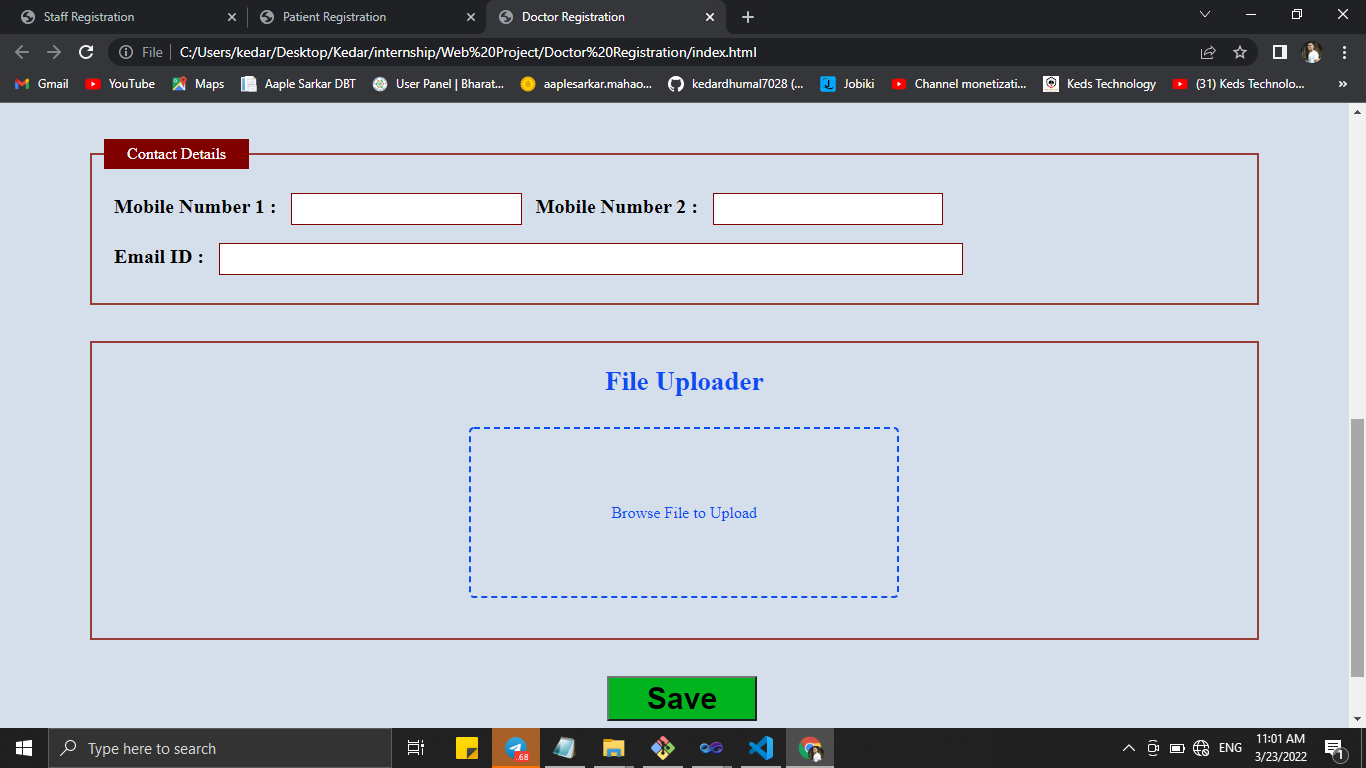 Staff Registration
Patient Registration
Doctor Registration
File
C:/Users/kedar/Desktop/Kedar/internship/Web%20Project/Doctor%20Registration/index.html
Gmail
YouTube
Maps
Aaple Sarkar DBT
User Panel | Bharat...
aaplesarkar.mahao...
kedardhumal7028 (...
Jobiki
Channel monetizati...
Keds Technology
(31) Keds Technolo...
»
Contact Details
Mobile Number 1 :
Mobile Number 2 :
Email ID :
File Uploader
Browse File to Upload
Save
Type here to search
.68
ENG
11:01 AM
3/23/2022
1